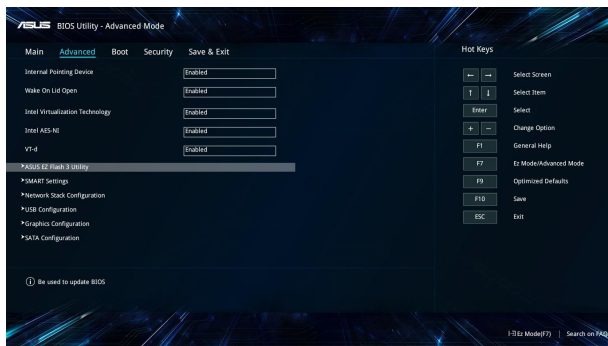 ASUS BIOS Utility - Advanced Mode
Main Advanced Boot Security Save & Exit
Internal Pointing Device Enabled
Wake On Lid Open Enabled
Intel Virtualization Technology Enabled
Intel AES-NI Enabled
VT-d Enabled
ASUS EZ Flash 3 Utility
SMART Settings
Network Stack Configuration
USB Configuration
Graphics Configuration
SATA Configuration
Be used to update BIOS
Hot Keys
← → Select Screen
↑ ↓ Select Item
Enter Select
+ − Change Option
F1 General Help
F7 Ez Mode/Advanced Mode
F9 Optimized Defaults
F10 Save
ESC Exit
Ez Mode(F7) | Search on FAQ